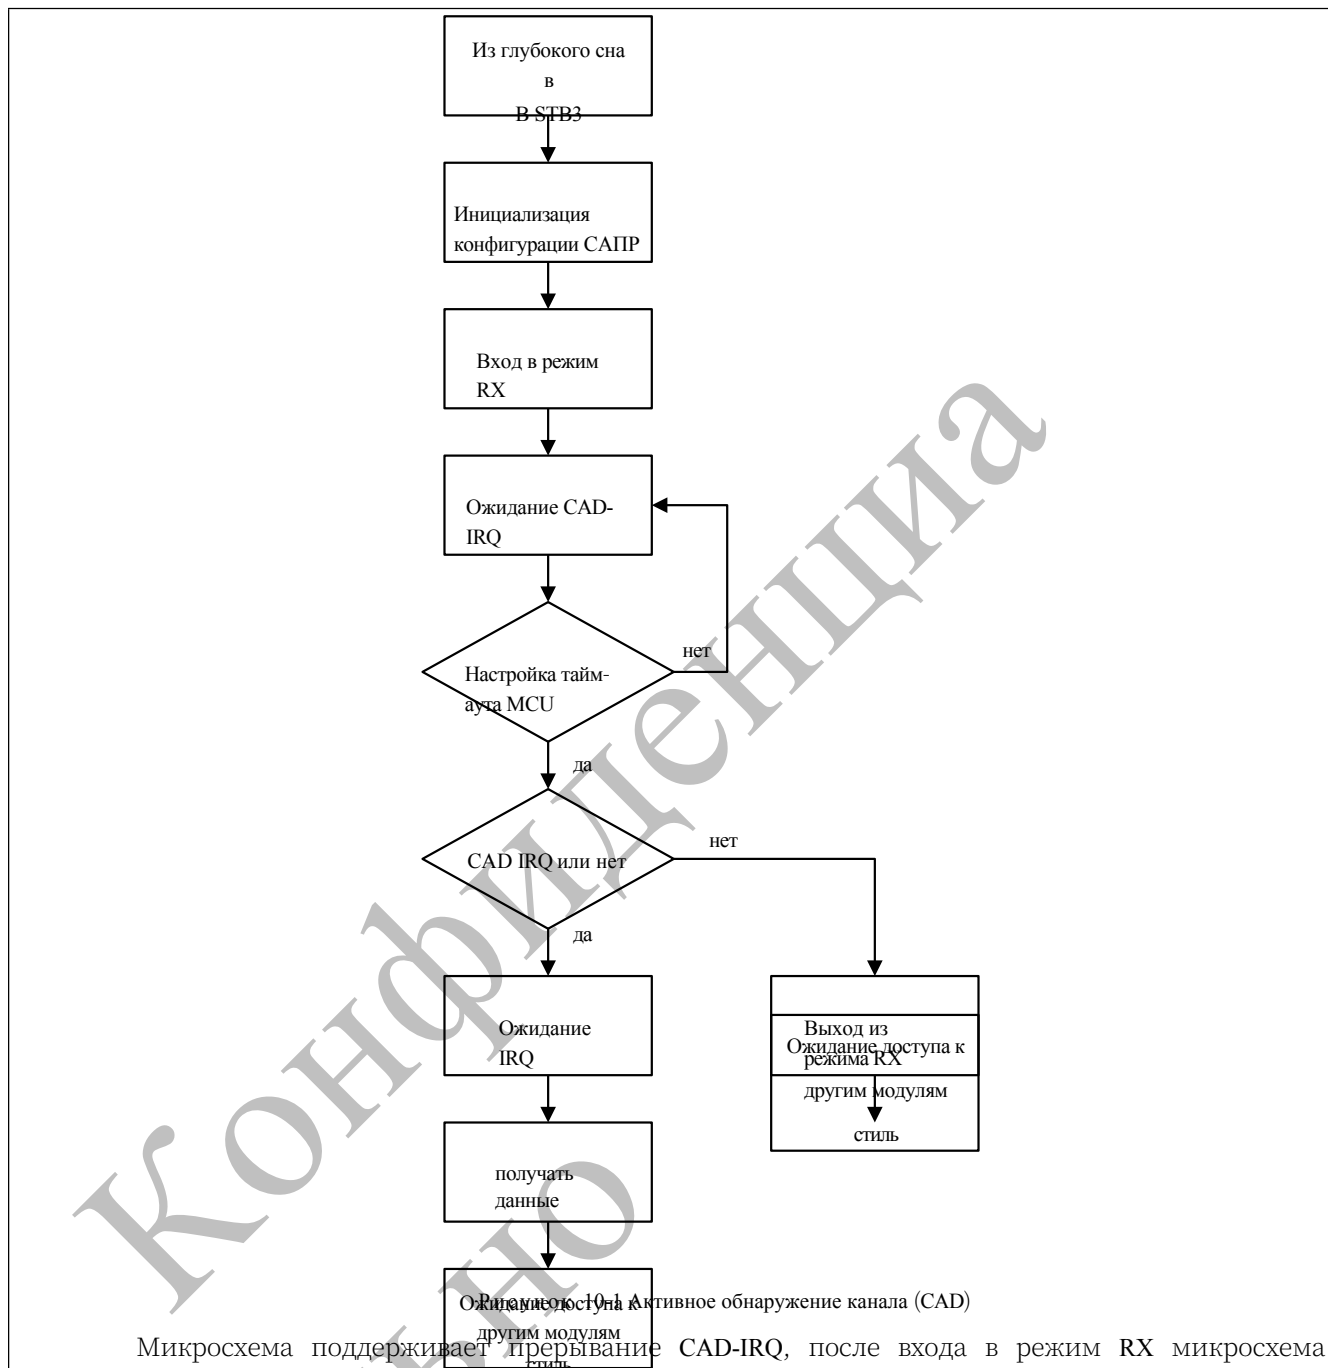 Из глубокого сна
в
В STB3
Инициализация
конфигурации САПР
Вход в режим
RX
Ожидание CAD-
IRQ
нет
Настройка тайм-
аута MCU
да
нет
CAD IRQ или нет
да
Ожидание
IRQ
Выход из
режима RX
Ожидание доступа к
другим модулям
стиль
получать
данные
Ожидание доступа к
другим модулям
стиль
Рисунок 10-1 Активное обнаружение канала (CAD)
Микросхема поддерживает прерывание CAD-IRQ, после входа в режим RX микросхема
Конфиденциа
льно